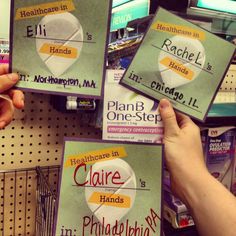 Healthcare in
Elli 's
Hands
in: Northampton, MA
Healthcare in
Rachel 's
Hands
in: Chicago, IL
Plan B
One-Step
emergency contraceptive
Healthcare in
Claire 's
Hands
in: Philadelphia PA